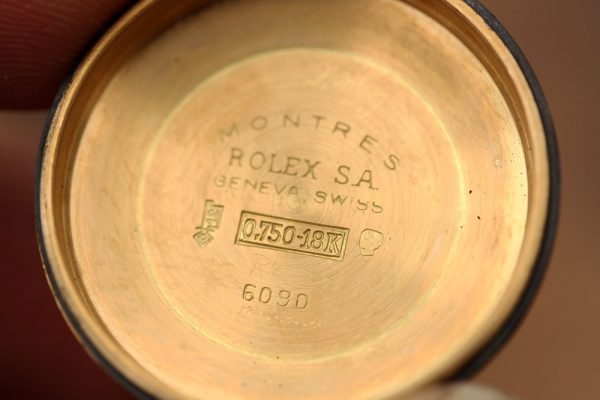 MONTRES
ROLEX S.A.
GENEVA. SWISS
0,750-18K
6090